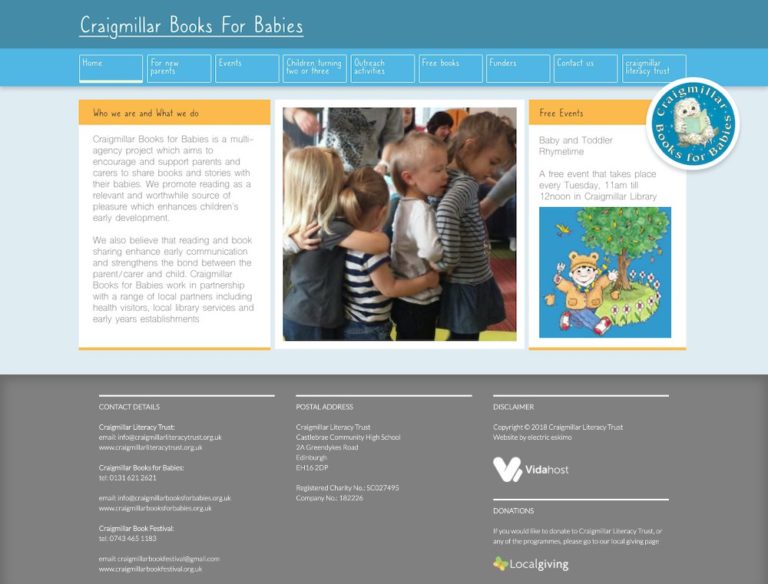 Craigmillar Books For Babies
Home
For new
parents
Events
Children turning
two or three
Outreach
activities
Free books
Funders
Contact us
craigmillar
literacy trust
Craigmillar
Books for Babies
Who we are and What we do
Craigmillar Books for Babies is a multi-
agency project which aims to
encourage and support parents and
carers to share books and stories with
their babies. We promote reading as a
relevant and worthwhile source of
pleasure which enhances children's
early development.
We also believe that reading and book
sharing enhance early communication
and strengthens the bond between the
parent/carer and child. Craigmillar
Books for Babies work in partnership
with a range of local partners including
health visitors, local library services and
early years establishments
Free Events
Baby and Toddler
Rhymetime
A free event that takes place
every Tuesday, 11am till
12noon in Craigmillar Library
CONTACT DETAILS
Craigmillar Literacy Trust:
email: info@craigmillarliteracytrust.org.uk
www.craigmillarliteracytrust.org.uk
Craigmillar Books for Babies:
tel: 0131 621 2621
email: info@craigmillarbooksforbabies.org.uk
www.craigmillarbooksforbabies.org.uk
Craigmillar Book Festival:
tel: 0743 465 1183
email: craigmillarbookfestival@gmail.com
www.craigmillarbookfestival.org.uk
POSTAL ADDRESS
Craigmillar Literacy Trust
Castlebrae Community High School
2A Greendykes Road
Edinburgh
EH16 2DP
Registered Charity No.: SC027495
Company No.: 182226
DISCLAIMER
Copyright © 2018 Craigmillar Literacy Trust
Website by electric eskimo
Vidahost
DONATIONS
If you would like to donate to Craigmillar Literacy Trust, or
any of the programmes, please go to our local giving page
Localgiving